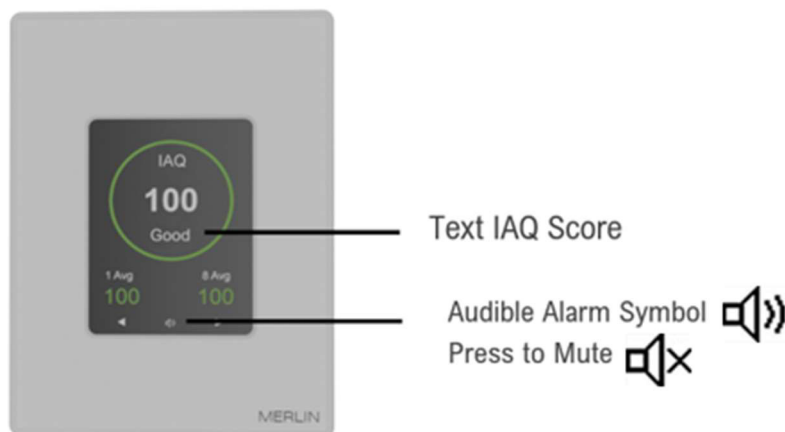 IAQ
100
Good
1 Avg
8 Avg
100
100
MERLIN
Text IAQ Score
Audible Alarm Symbol
Press to Mute